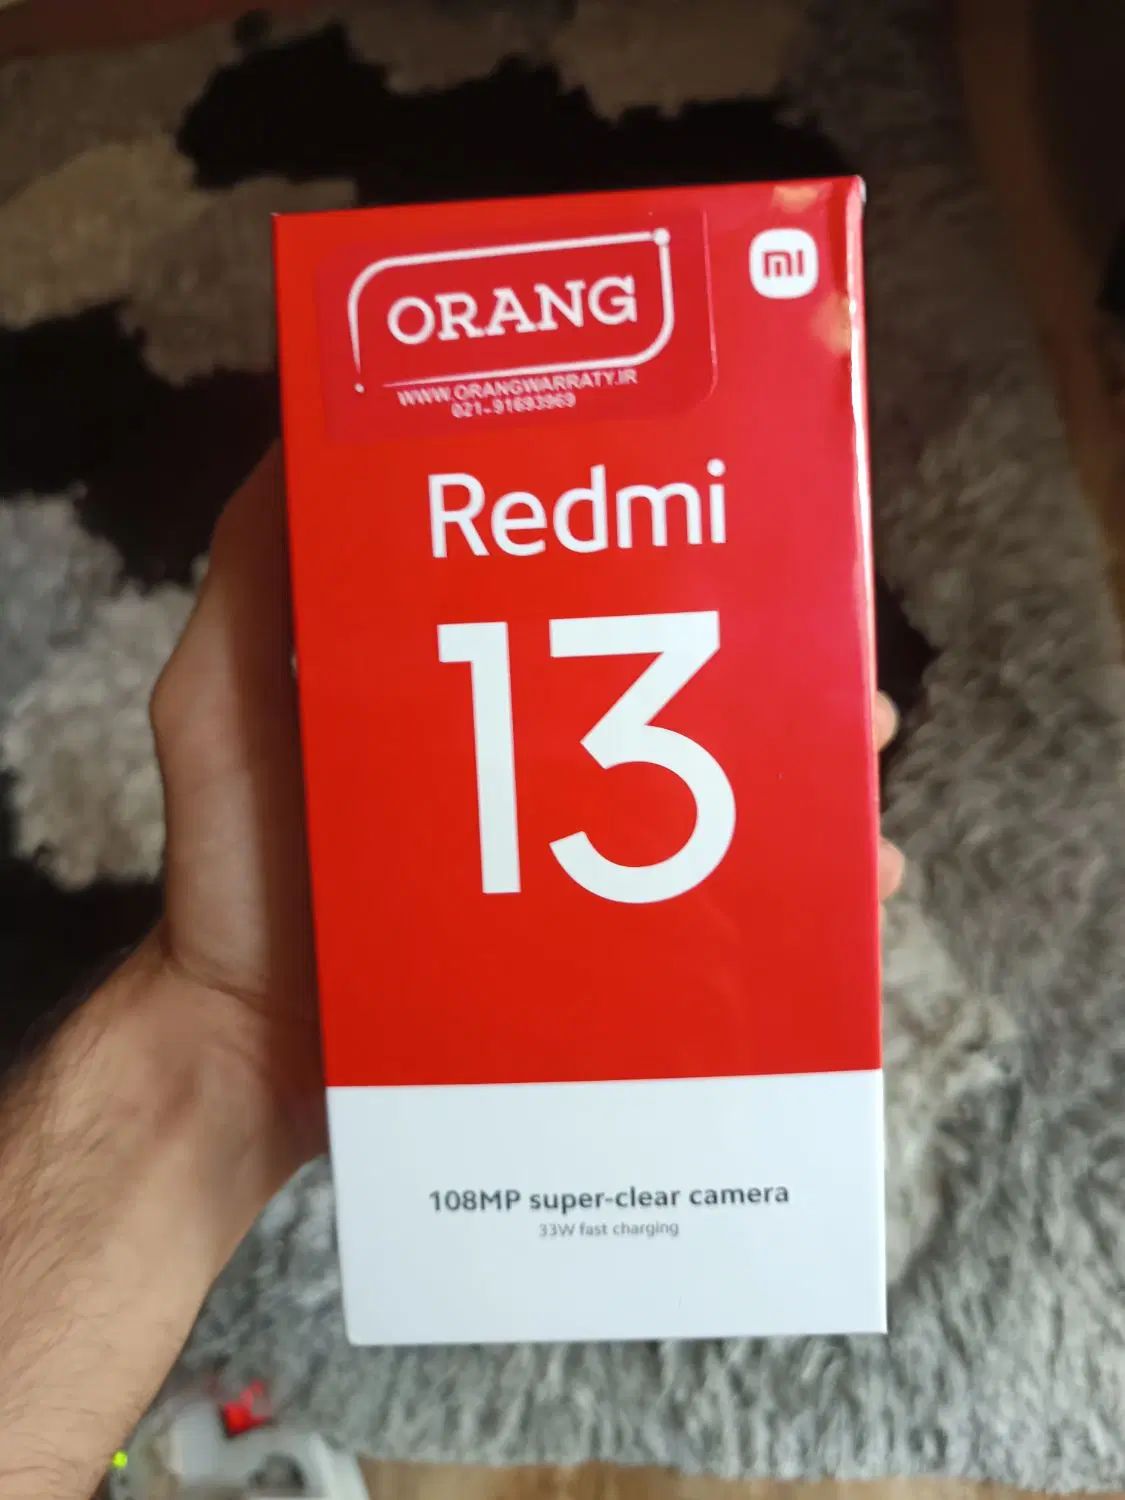 ORANG
WWW.ORANGWARRATY.IR
021-91693969
mi
Redmi
13
108MP super-clear camera
33W fast charging